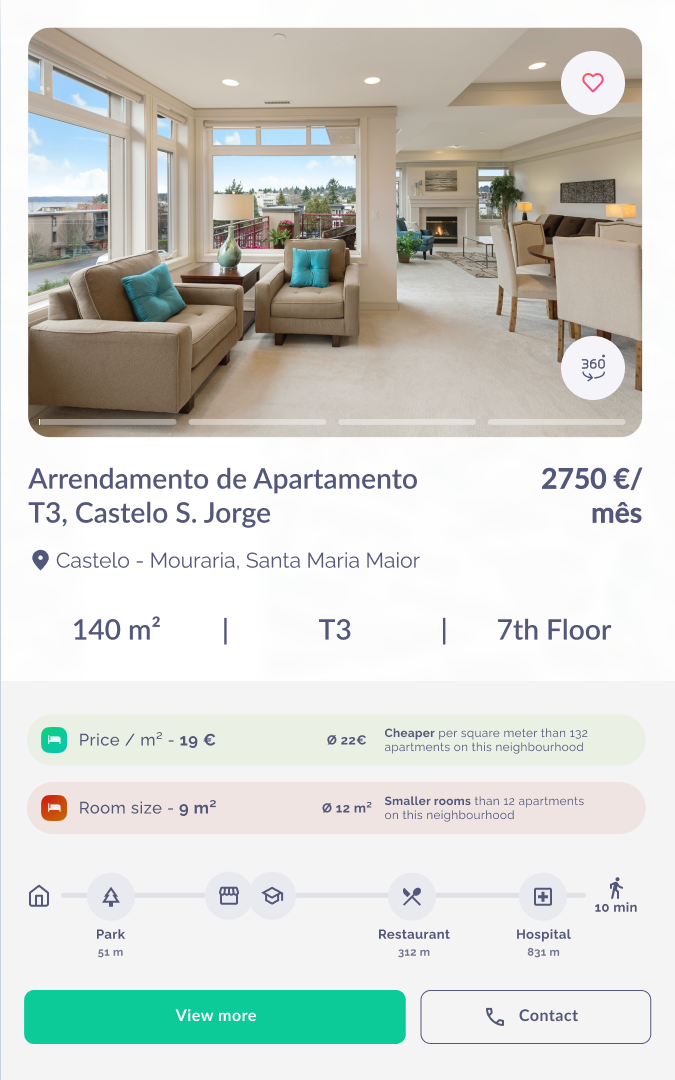 360
Arrendamento de Apartamento
T3, Castelo S. Jorge
2750 €/
mês
Castelo - Mouraria, Santa Maria Maior
140 m² | T3 | 7th Floor
Price / m² - 19 €
Ø 22€
Cheaper per square meter than 132
apartments on this neighbourhood
Room size - 9 m²
Ø 12 m²
Smaller rooms than 12 apartments
on this neighbourhood
10 min
Park
51 m
Restaurant
312 m
Hospital
831 m
View more
Contact